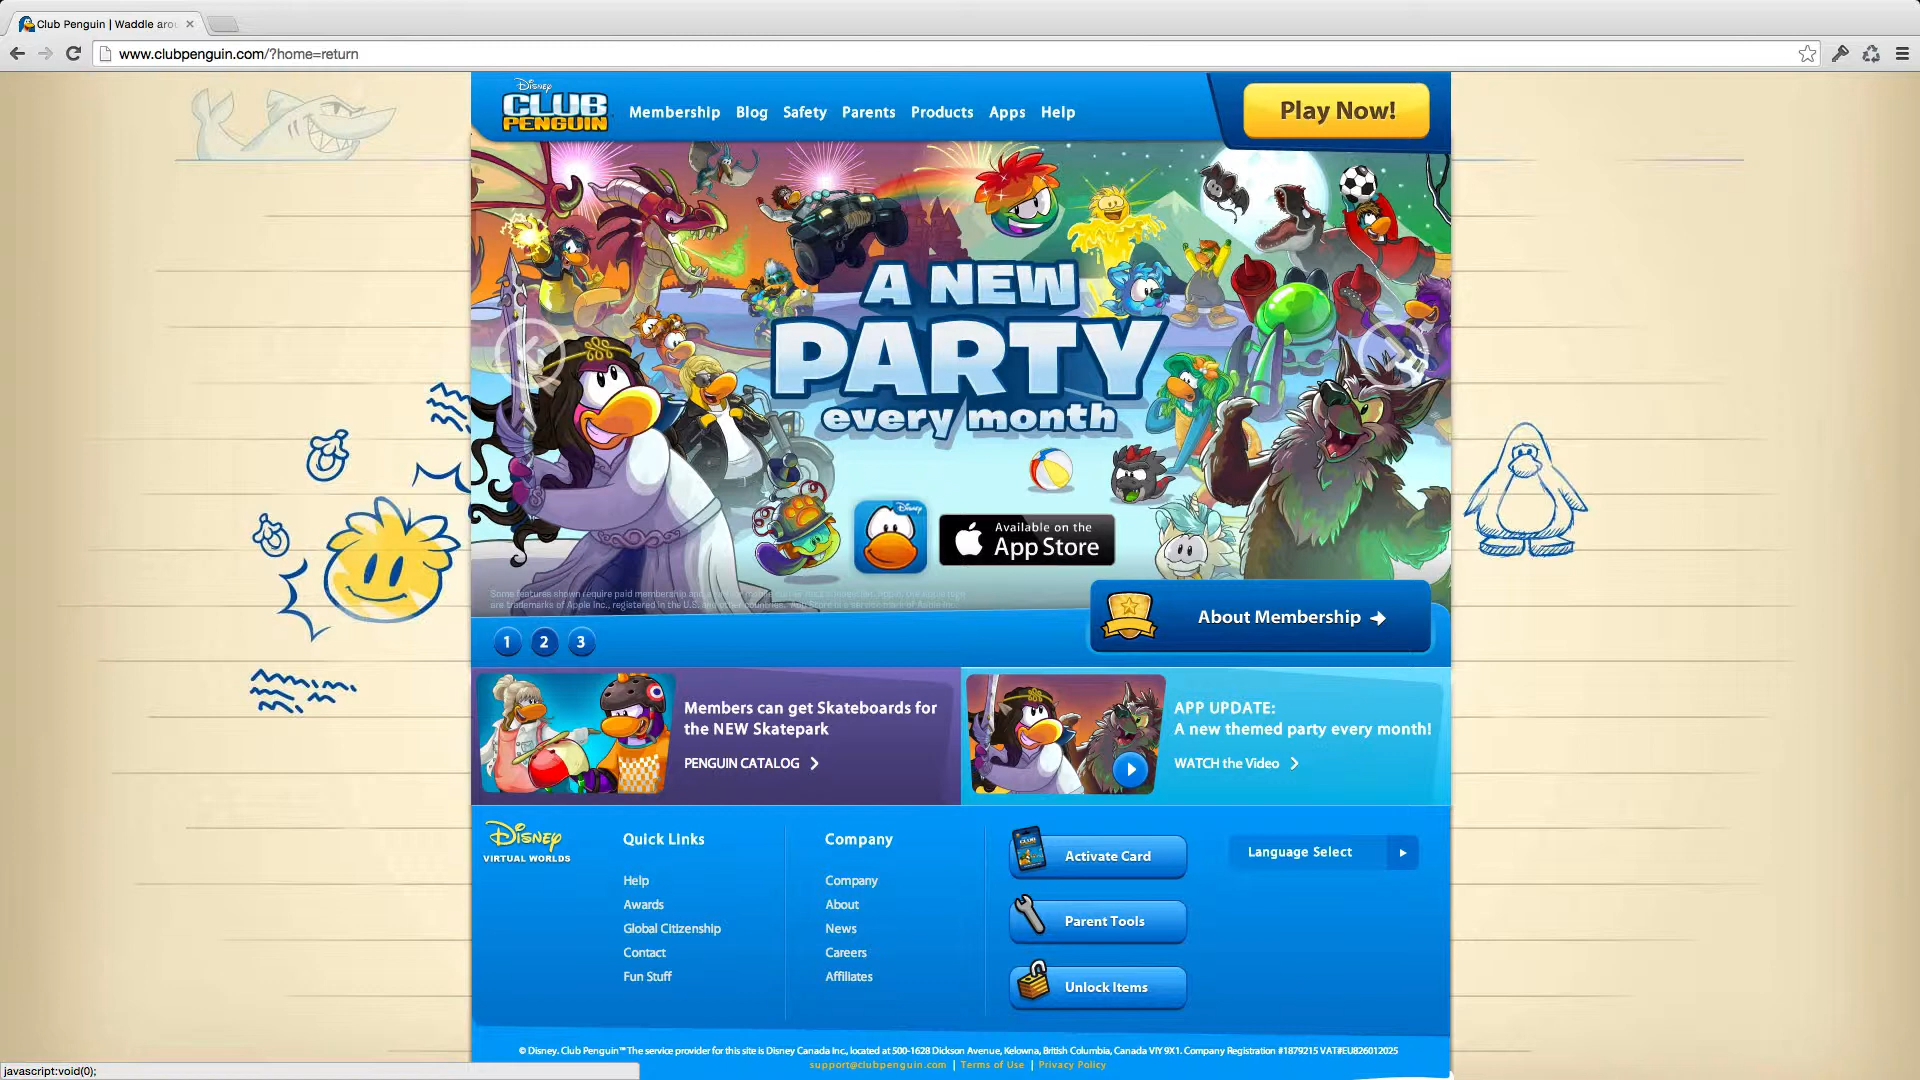 Club Penguin | Waddle arou
www.clubpenguin.com/?home=return
Disney
CLUB
PENGUIN
Membership Blog Safety Parents Products Apps Help
Play Now!
A NEW
PARTY
every month
Disney
Available on the
App Store
About Membership
1 2 3
Members can get Skateboards for
the NEW Skatepark
PENGUIN CATALOG
APP UPDATE:
A new themed party every month!
WATCH the Video
Disney
VIRTUAL WORLDS
Quick Links
Help
Awards
Global Citizenship
Contact
Fun Stuff
Company
Company
About
News
Careers
Affiliates
Activate Card
Parent Tools
Unlock Items
Language Select
© Disney. Club Penguin™ The service provider for this site is Disney Canada Inc., located at 500-1628 Dickson Avenue, Kelowna, British Columbia, Canada V1Y 9X1. Company Registration #1879215 VAT#EU826012025
support@clubpenguin.com | Terms of Use | Privacy Policy
javascript:void(0);